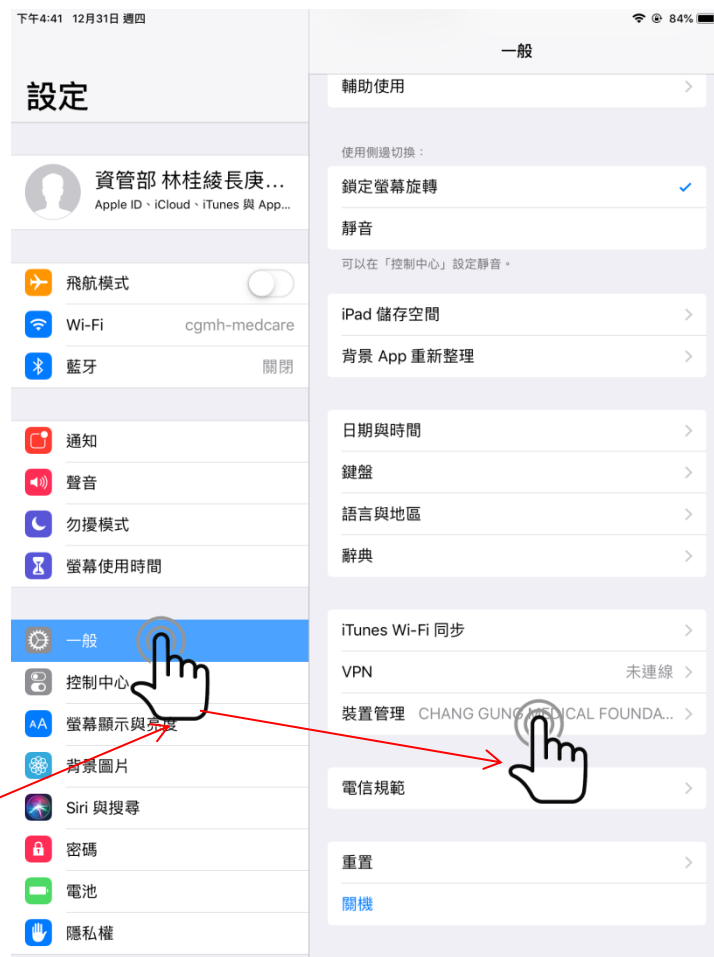 下午4:41 12月31日 週四
84%
設定
資管部 林桂綾長庚...
Apple ID、iCloud、iTunes 與 App...
飛航模式
Wi-Fi cgmh-medcare
藍牙 關閉
通知
聲音
勿擾模式
螢幕使用時間
一般
控制中心
AA 螢幕顯示與亮度
背景圖片
Siri 與搜尋
密碼
電池
隱私權
一般
輔助使用
使用側邊切換：
鎖定螢幕旋轉
靜音
可以在「控制中心」設定靜音。
iPad 儲存空間
背景 App 重新整理
日期與時間
鍵盤
語言與地區
辭典
iTunes Wi-Fi 同步
VPN 未連線
裝置管理 CHANG GUNG MEDICAL FOUNDA...
電信規範
重置
關機